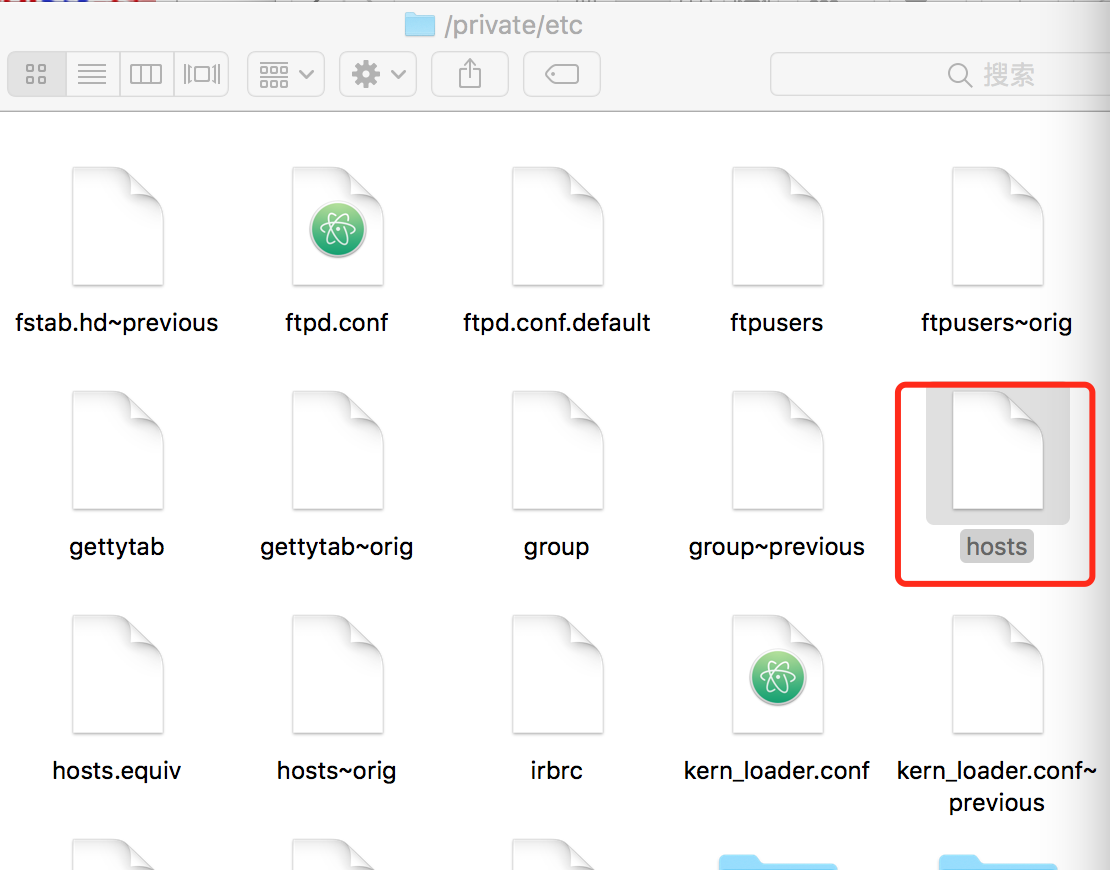 /private/etc
搜索
fstab.hd~previous
ftpd.conf
ftpd.conf.default
ftpusers
ftpusers~orig
gettytab
gettytab~orig
group
group~previous
hosts
hosts.equiv
hosts~orig
irbrc
kern_loader.conf
kern_loader.conf~
previous